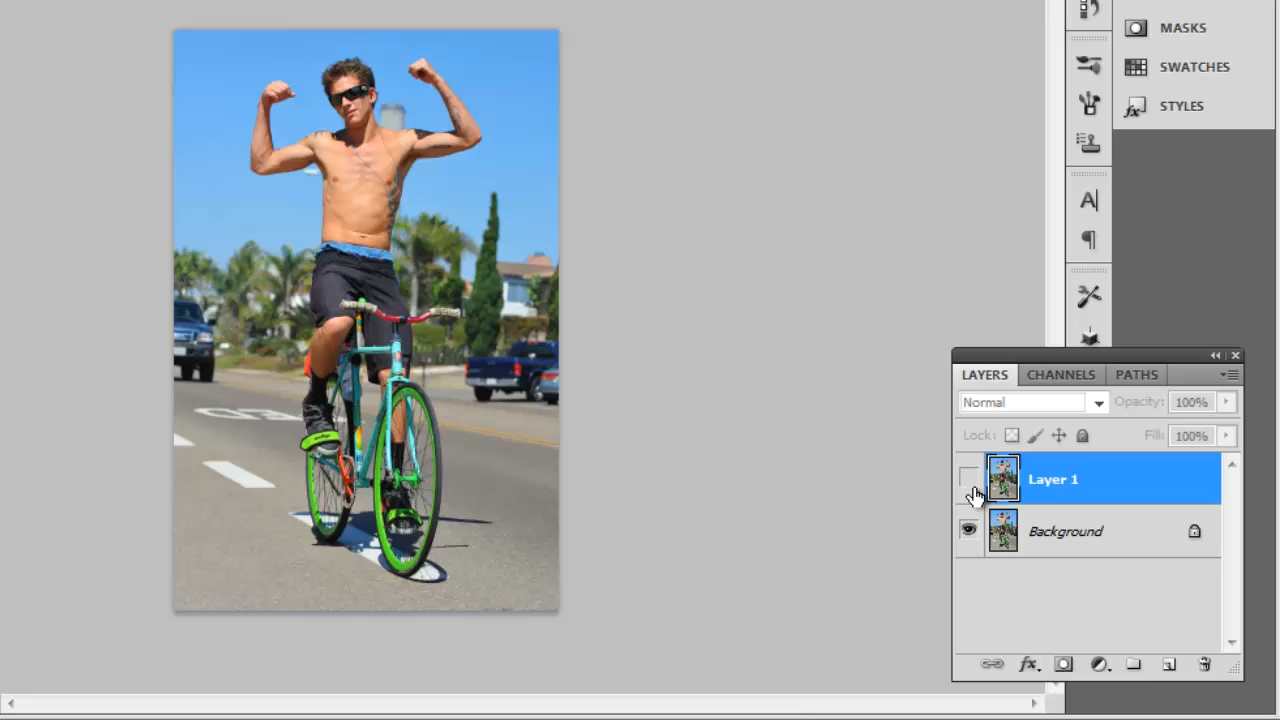 MASKS
SWATCHES
STYLES
LAYERS CHANNELS PATHS
Normal Opacity: 100%
Lock: Fill: 100%
Layer 1
Background